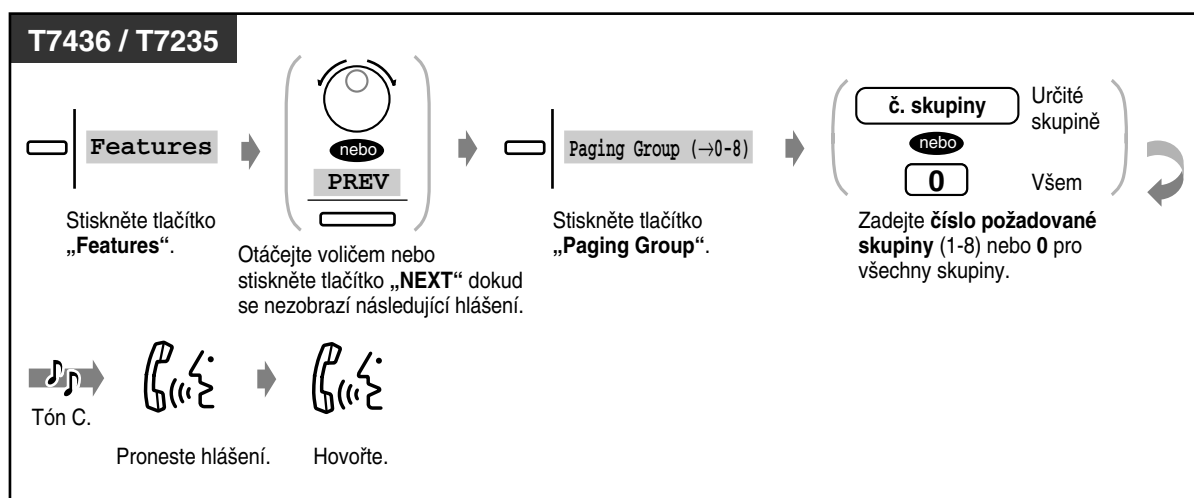 T7436 / T7235
Features
nebo
PREV
Paging Group (→0-8)
č. skupiny
Určité
skupině
nebo
0
Všem
Stiskněte tlačítko
„Features“.
Otáčejte voličem nebo
stiskněte tlačítko „NEXT“ dokud
se nezobrazí následující hlášení.
Stiskněte tlačítko
„Paging Group“.
Zadejte číslo požadované
skupiny (1-8) nebo 0 pro
všechny skupiny.
Tón C.
Proneste hlášení.
Hovořte.